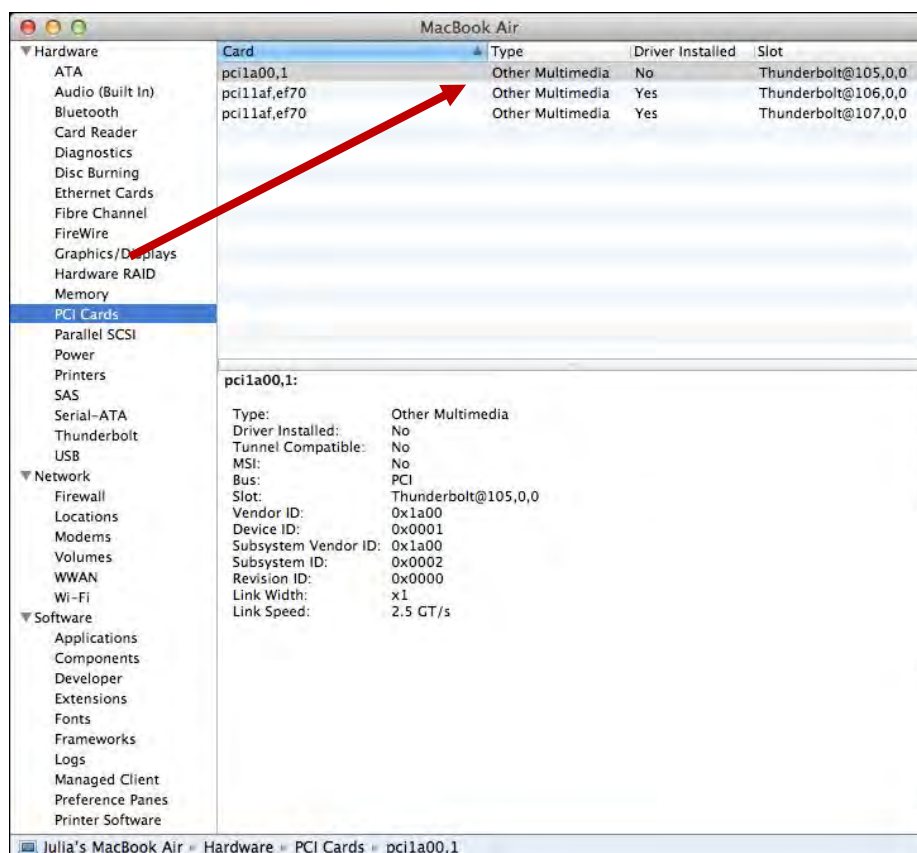 MacBook Air
Hardware
ATA
Audio (Built In)
Bluetooth
Card Reader
Diagnostics
Disc Burning
Ethernet Cards
Fibre Channel
FireWire
Graphics/Displays
Hardware RAID
Memory
PCI Cards
Parallel SCSI
Power
Printers
SAS
Serial-ATA
Thunderbolt
USB
Network
Firewall
Locations
Modems
Volumes
WWAN
Wi-Fi
Software
Applications
Components
Developer
Extensions
Fonts
Frameworks
Logs
Managed Client
Preference Panes
Printer Software
Card Type Driver Installed Slot
pci1a00,1 Other Multimedia No Thunderbolt@105,0,0
pci11af,ef70 Other Multimedia Yes Thunderbolt@106,0,0
pci11af,ef70 Other Multimedia Yes Thunderbolt@107,0,0
pci1a00,1:
Type: Other Multimedia
Driver Installed: No
Tunnel Compatible: No
MSI: No
Bus: PCI
Slot: Thunderbolt@105,0,0
Vendor ID: 0x1a00
Device ID: 0x0001
Subsystem Vendor ID: 0x1a00
Subsystem ID: 0x0002
Revision ID: 0x0000
Link Width: x1
Link Speed: 2.5 GT/s
Julia's MacBook Air ▸ Hardware ▸ PCI Cards ▸ pci1a00,1